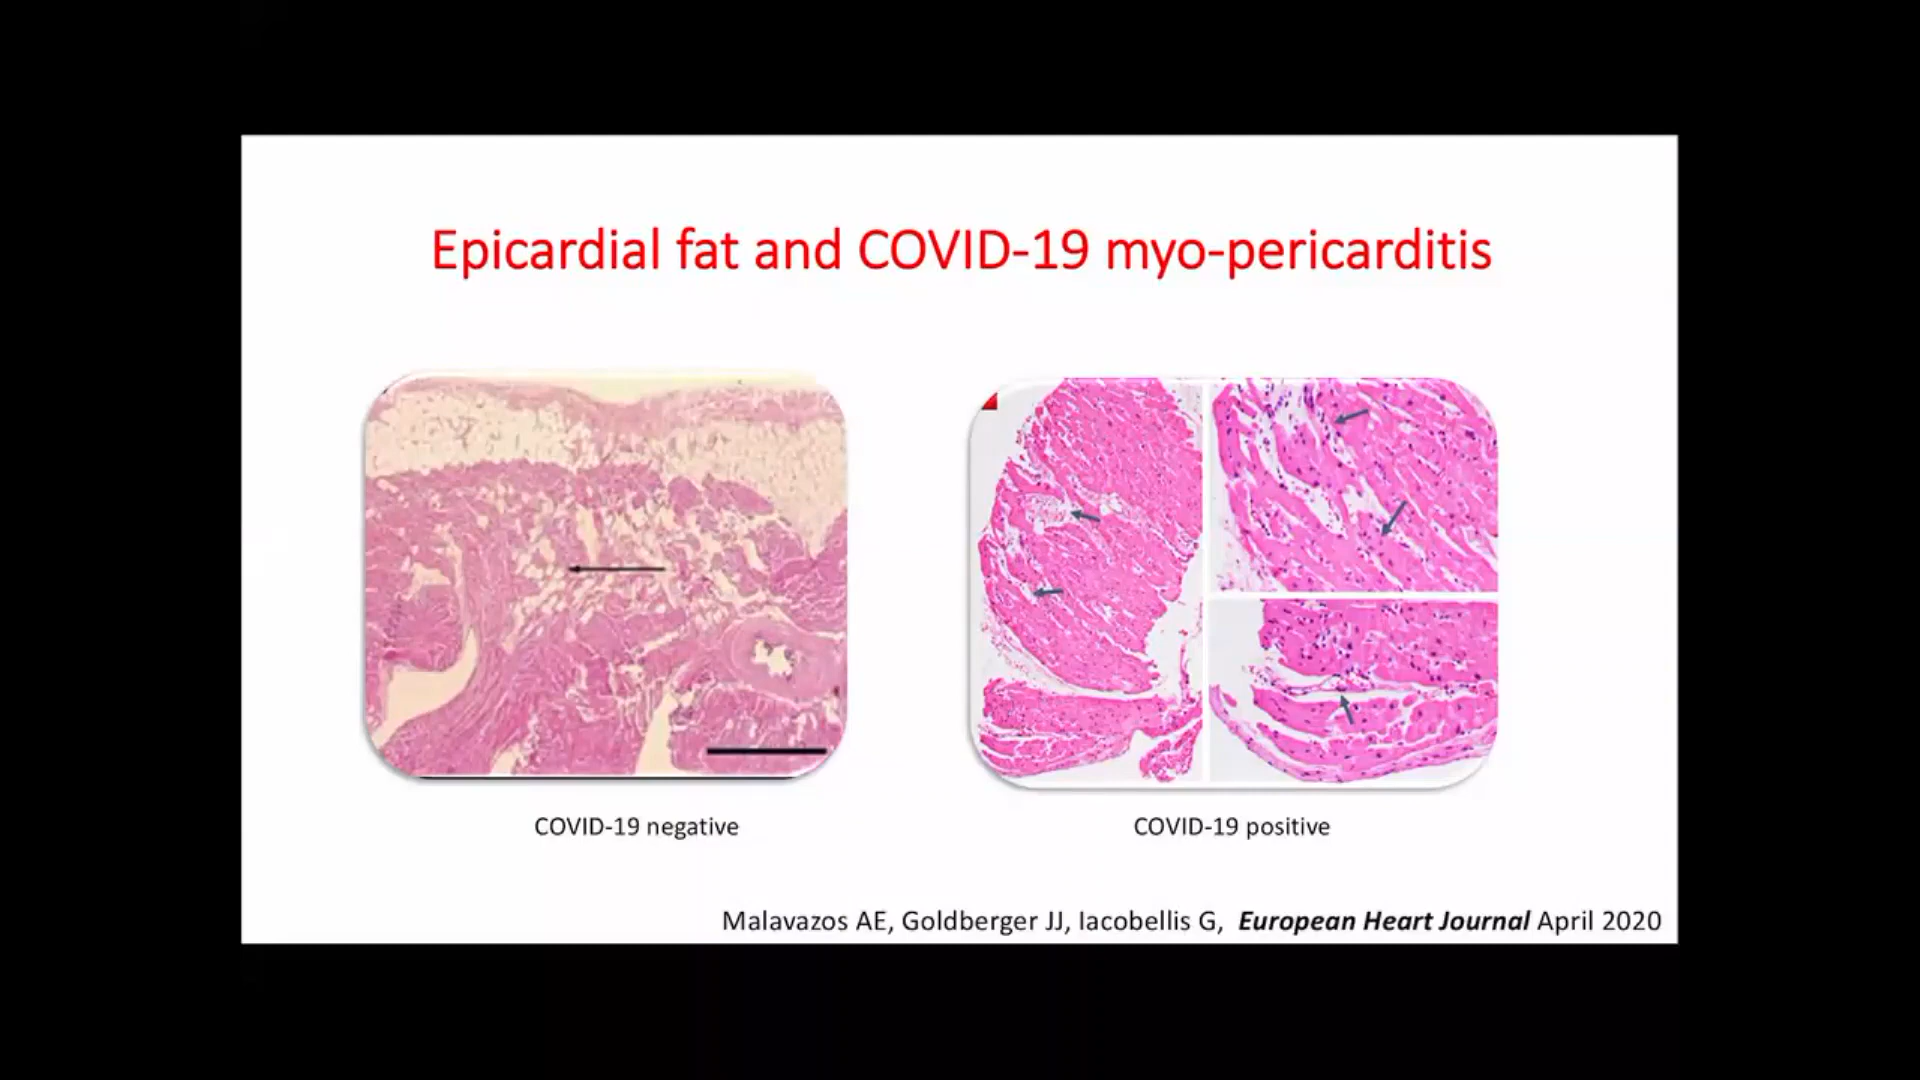 Epicardial fat and COVID-19 myo-pericarditis
COVID-19 negative
COVID-19 positive
Malavazos AE, Goldberger JJ, Iacobellis G, European Heart Journal April 2020